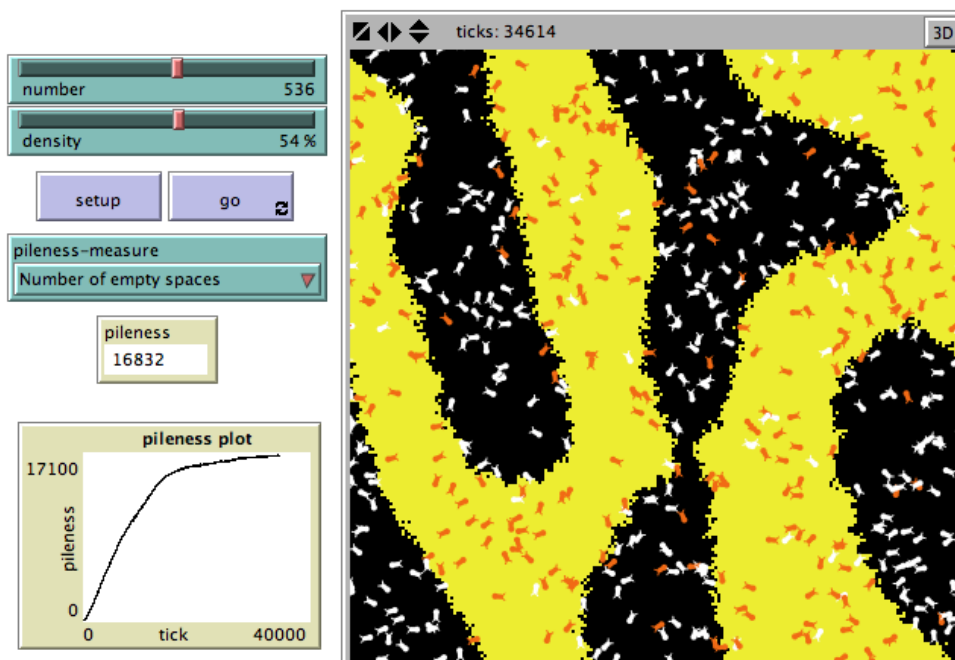 ticks: 34614
3D
number 536
density 54 %
setup
go
pileness-measure
Number of empty spaces
pileness
16832
pileness plot
17100
pileness
0
0 tick 40000